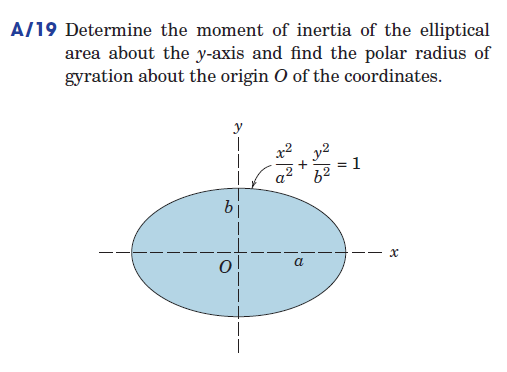 A/19 Determine the moment of inertia of the elliptical
area about the y-axis and find the polar radius of
gyration about the origin O of the coordinates.
y
x²/a² + y²/b² = 1
b
x
O
a